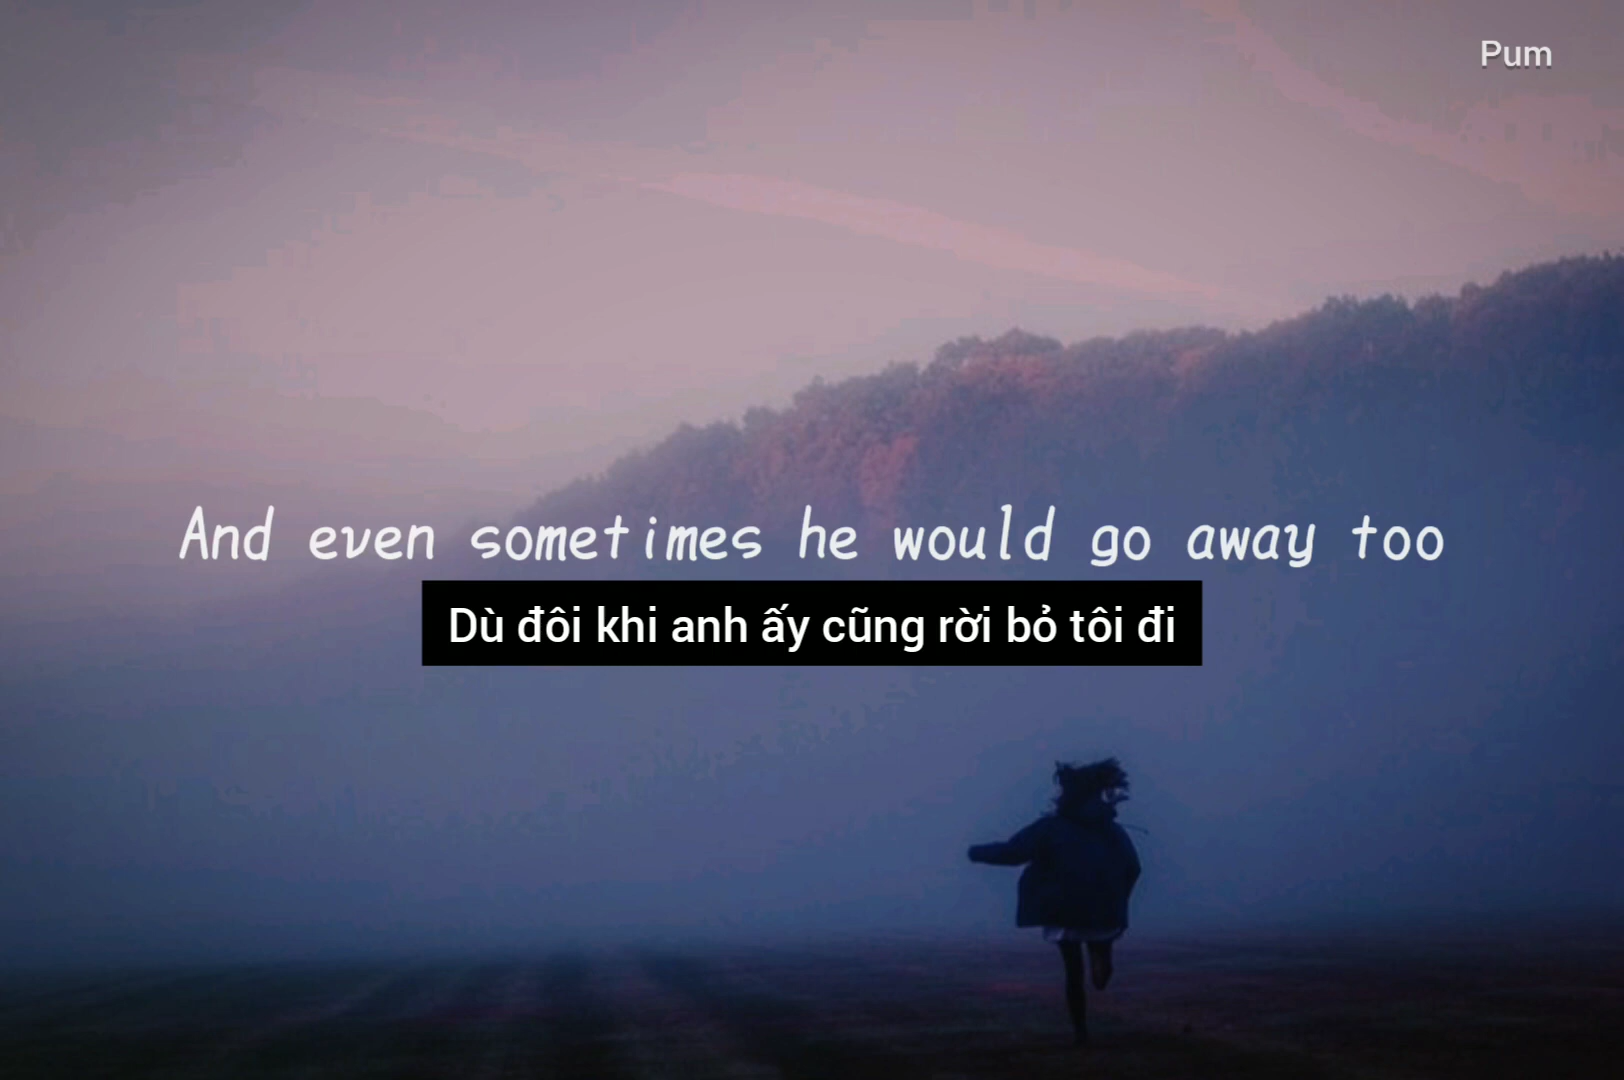 Pum
And even sometimes he would go away too
Dù đôi khi anh ấy cũng rời bỏ tôi đi